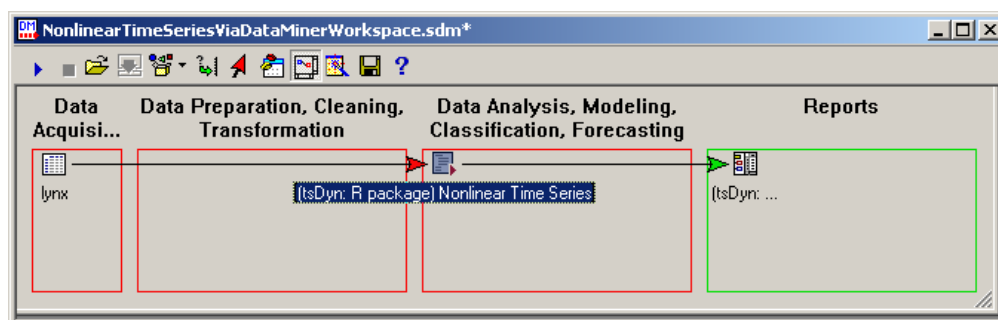 DM NonlinearTimeSeriesViaDataMinerWorkspace.sdm*
?
Data Acquisi...
Data Preparation, Cleaning, Transformation
Data Analysis, Modeling, Classification, Forecasting
Reports
lynx
(tsDyn: R package) Nonlinear Time Series
(tsDyn: ...